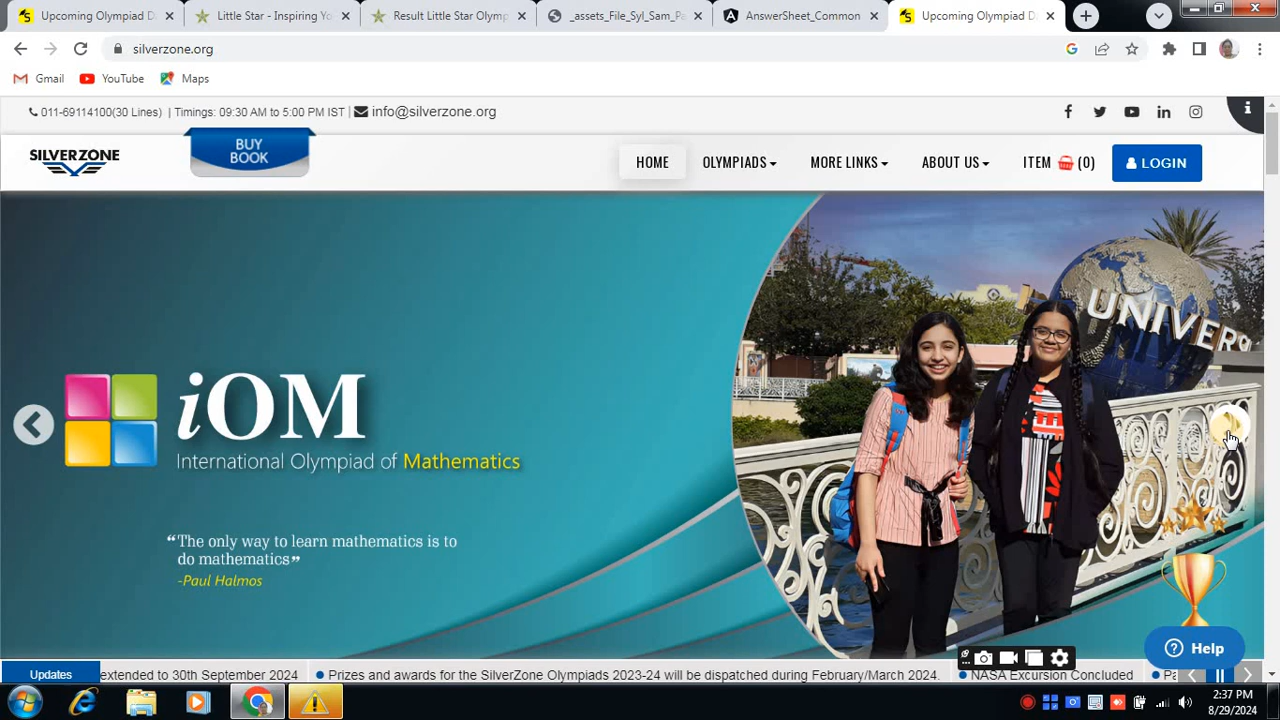 Upcoming Olympiad D
Little Star - Inspiring Yo
Result Little Star Olym
_assets_File_Syl_Sam_Pa
AnswerSheet_Common
Upcoming Olympiad D
silverzone.org
Gmail
YouTube
Maps
011-69114100(30 Lines) | Timings: 09:30 AM to 5:00 PM IST | info@silverzone.org
SILVERZONE
BUY
BOOK
HOME
OLYMPIADS
MORE LINKS
ABOUT US
ITEM (0)
LOGIN
UNIVERS
iOM
International Olympiad of Mathematics
“The only way to learn mathematics is to
do mathematics”
-Paul Halmos
Help
Updates
extended to 30th September 2024
Prizes and awards for the SilverZone Olympiads 2023-24 will be dispatched during February/March 2024.
NASA Excursion Concluded
2:37 PM
8/29/2024